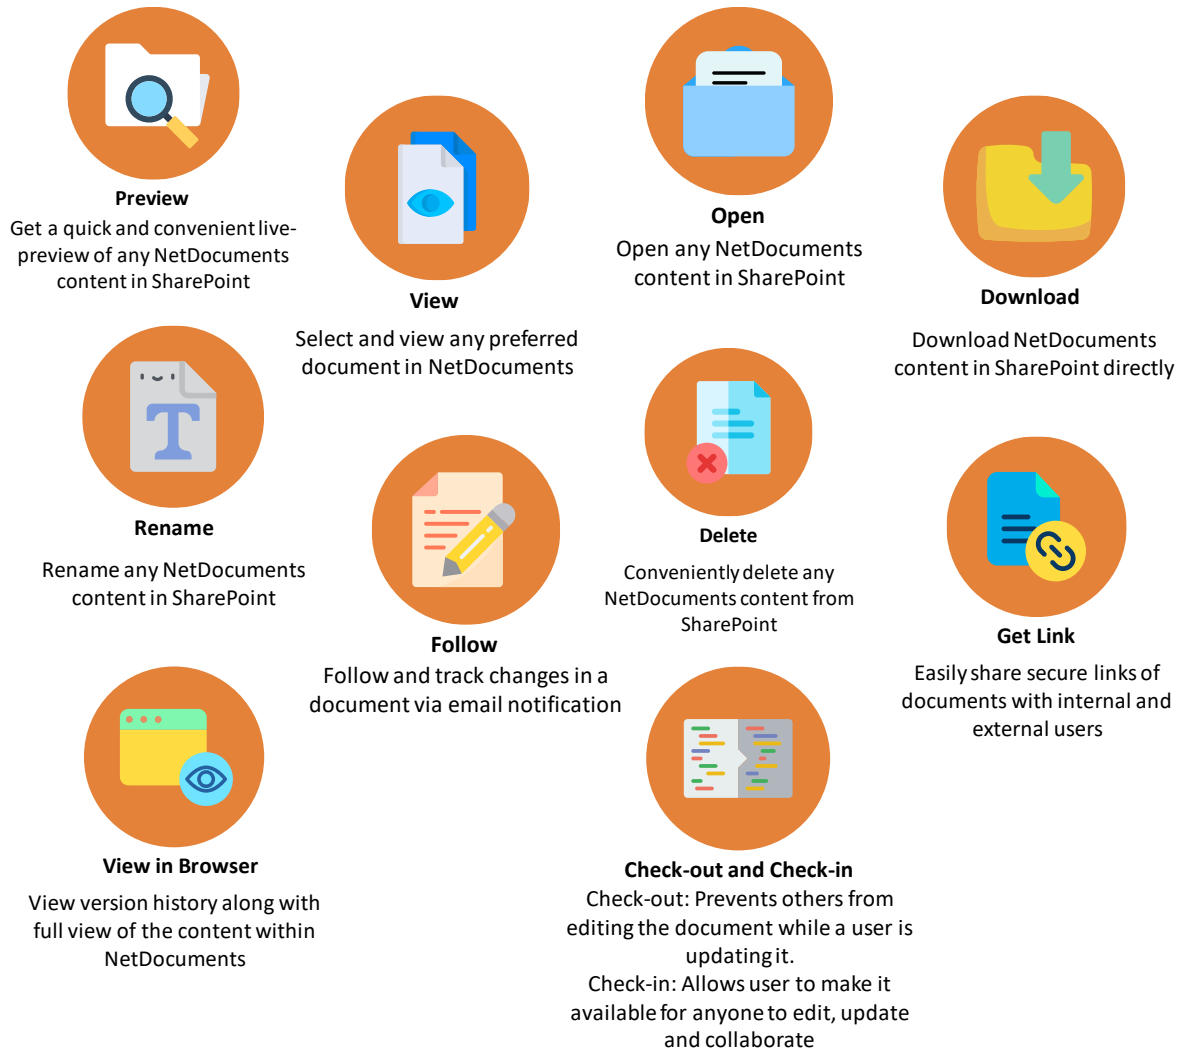 Preview
Get a quick and convenient live-
preview of any NetDocuments
content in SharePoint
View
Select and view any preferred
document in NetDocuments
Open
Open any NetDocuments
content in SharePoint
Download
Download NetDocuments
content in SharePoint directly
T
Rename
Rename any NetDocuments
content in SharePoint
Follow
Follow and track changes in a
document via email notification
Delete
Conveniently delete any
NetDocuments content from
SharePoint
Get Link
Easily share secure links of
documents with internal and
external users
View in Browser
View version history along with
full view of the content within
NetDocuments
Check-out and Check-in
Check-out: Prevents others from
editing the document while a user is
updating it.
Check-in: Allows user to make it
available for anyone to edit, update
and collaborate